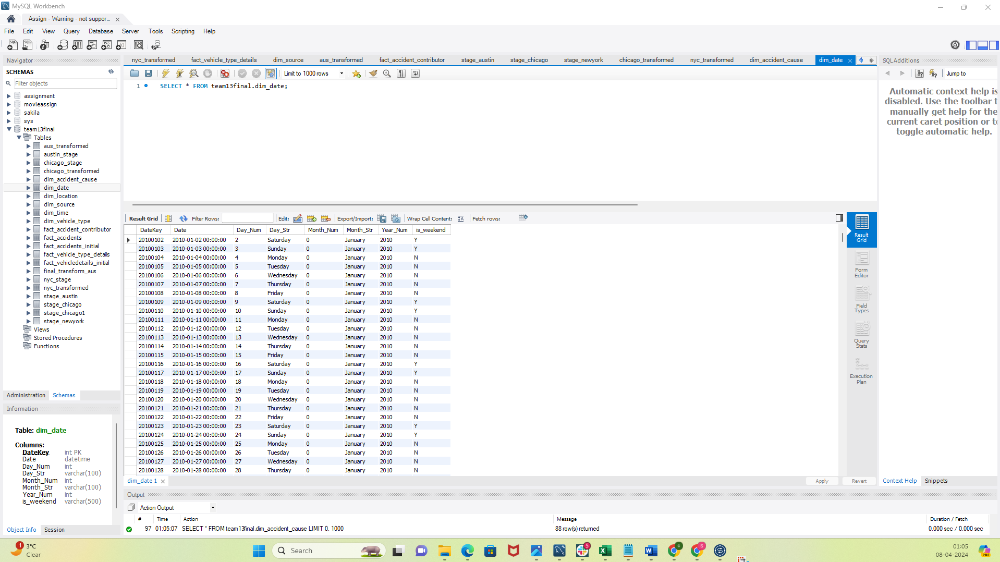 MySQL Workbench
Assign - Warning - not suppor...
File Edit View Query Database Server Tools Scripting Help
Navigator
SCHEMAS
Filter objects
assignment
movieassign
sakila
sys
team13final
Tables
aus_transformed
austin_stage
chicago_stage
chicago_transformed
dim_accident_cause
dim_date
dim_location
dim_source
dim_time
dim_vehicle_type
fact_accident_contributor
fact_accidents
fact_accidents_initial
fact_vehicle_type_details
fact_vehicledetails_initial
final_transform_aus
nyc_stage
nyc_transformed
stage_austin
stage_chicago
stage_chicago1
stage_newyork
Views
Stored Procedures
Functions
Administration Schemas
Information
Table: dim_date
Columns:
DateKey int PK
Date datetime
Day_Num int
Day_Str varchar(100)
Month_Num int
Month_Str varchar(100)
Year_Num int
is_weekend varchar(500)
Object Info Session
nyc_transformed fact_vehicle_type_details dim_source aus_transformed fact_accident_contributor stage_austin stage_chicago stage_newyork chicago_transformed nyc_transformed dim_accident_cause dim_date
Limit to 1000 rows
1 SELECT * FROM team13final.dim_date;
Result Grid Filter Rows: Edit: Export/Import: Wrap Cell Content: Fetch rows:
DateKey Date Day_Num Day_Str Month_Num Month_Str Year_Num is_weekend
20100102 2010-01-02 00:00:00 2 Saturday 0 January 2010 Y
20100103 2010-01-03 00:00:00 3 Sunday 0 January 2010 Y
20100104 2010-01-04 00:00:00 4 Monday 0 January 2010 N
20100105 2010-01-05 00:00:00 5 Tuesday 0 January 2010 N
20100106 2010-01-06 00:00:00 6 Wednesday 0 January 2010 N
20100107 2010-01-07 00:00:00 7 Thursday 0 January 2010 N
20100108 2010-01-08 00:00:00 8 Friday 0 January 2010 N
20100109 2010-01-09 00:00:00 9 Saturday 0 January 2010 Y
20100110 2010-01-10 00:00:00 10 Sunday 0 January 2010 Y
20100111 2010-01-11 00:00:00 11 Monday 0 January 2010 N
20100112 2010-01-12 00:00:00 12 Tuesday 0 January 2010 N
20100113 2010-01-13 00:00:00 13 Wednesday 0 January 2010 N
20100114 2010-01-14 00:00:00 14 Thursday 0 January 2010 N
20100115 2010-01-15 00:00:00 15 Friday 0 January 2010 N
20100116 2010-01-16 00:00:00 16 Saturday 0 January 2010 Y
20100117 2010-01-17 00:00:00 17 Sunday 0 January 2010 Y
20100118 2010-01-18 00:00:00 18 Monday 0 January 2010 N
20100119 2010-01-19 00:00:00 19 Tuesday 0 January 2010 N
20100120 2010-01-20 00:00:00 20 Wednesday 0 January 2010 N
20100121 2010-01-21 00:00:00 21 Thursday 0 January 2010 N
20100122 2010-01-22 00:00:00 22 Friday 0 January 2010 N
20100123 2010-01-23 00:00:00 23 Saturday 0 January 2010 Y
20100124 2010-01-24 00:00:00 24 Sunday 0 January 2010 Y
20100125 2010-01-25 00:00:00 25 Monday 0 January 2010 N
20100126 2010-01-26 00:00:00 26 Tuesday 0 January 2010 N
20100127 2010-01-27 00:00:00 27 Wednesday 0 January 2010 N
20100128 2010-01-28 00:00:00 28 Thursday 0 January 2010 N
dim_date 1
Apply Revert
Result
Grid
Form
Editor
Field
Types
Query
Stats
Execution
Plan
SQLAdditions
Jump to
Automatic context help is
disabled. Use the toolbar t
manually get help for the
current caret position or to
toggle automatic help.
Context Help Snippets
Output
Action Output
# Time Action Message Duration / Fetch
97 01:05:07 SELECT * FROM team13final.dim_accident_cause LIMIT 0, 1000 88 row(s) returned 0.000 sec / 0.000 sec
1
3°C
Clear
Search
5
01:05
08-04-2024
PRE